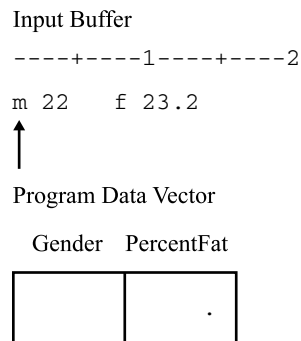 Input Buffer
----+----1----+----2
m 22   f 23.2
Program Data Vector
Gender PercentFat
.